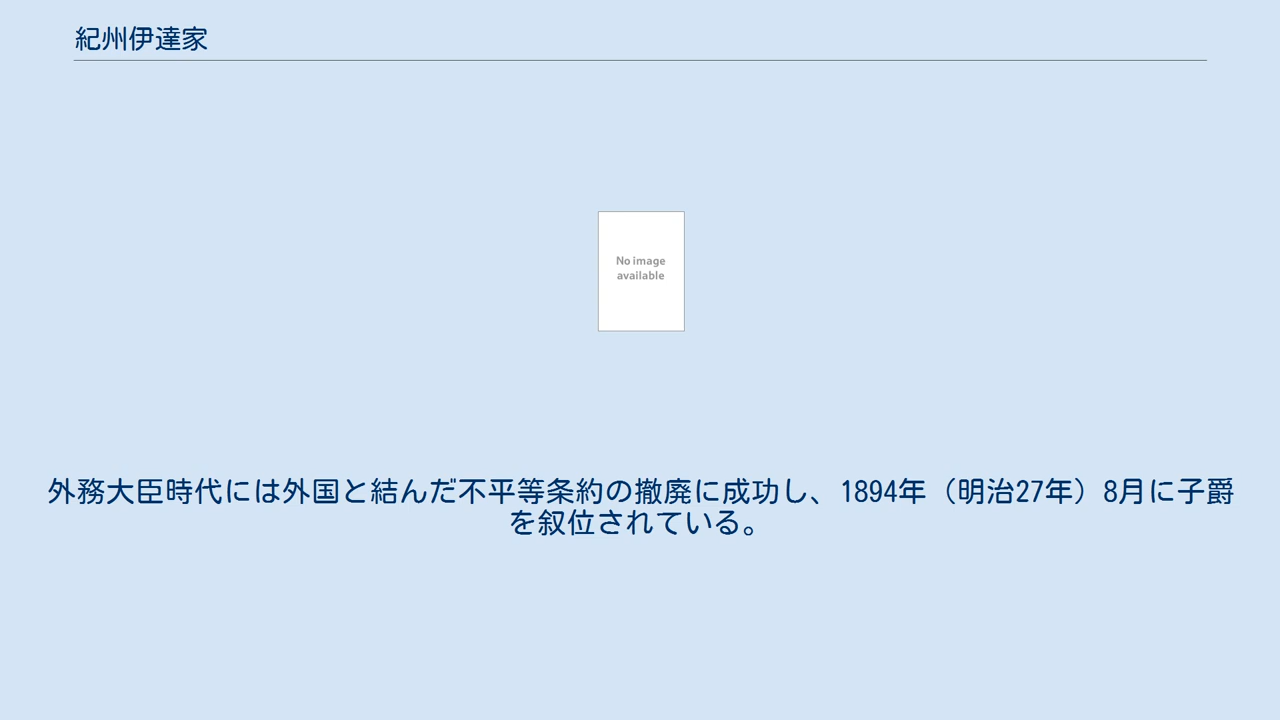 紀州伊達家
No image
available
外務大臣時代には外国と結んだ不平等条約の撤廃に成功し、1894年（明治27年）8月に子爵
を叙位されている。